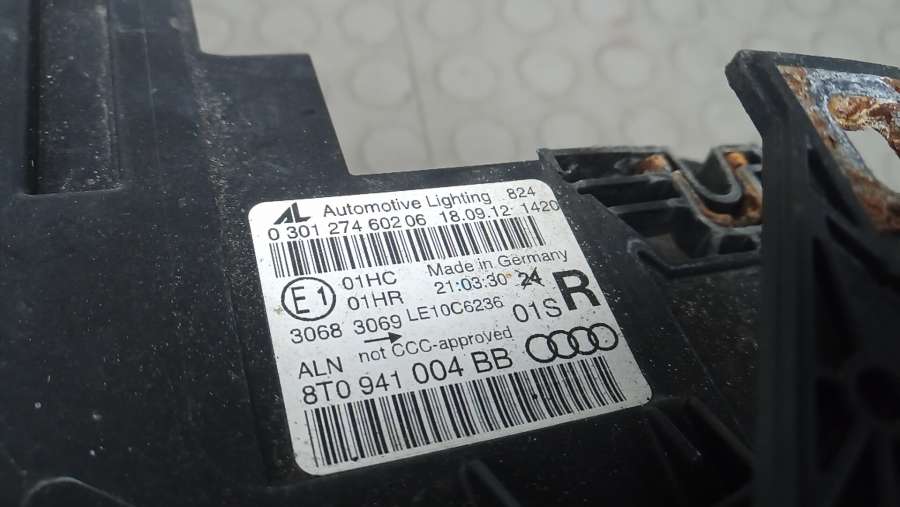 AL Automotive Lighting 824
0 301 274 602 06 18.09.12 1420
E1 01HC Made in Germany
01HR 21:03:30 24 R
3068 3069 LE10C6236 01S
ALN not CCC-approved
8T0 941 004 BB